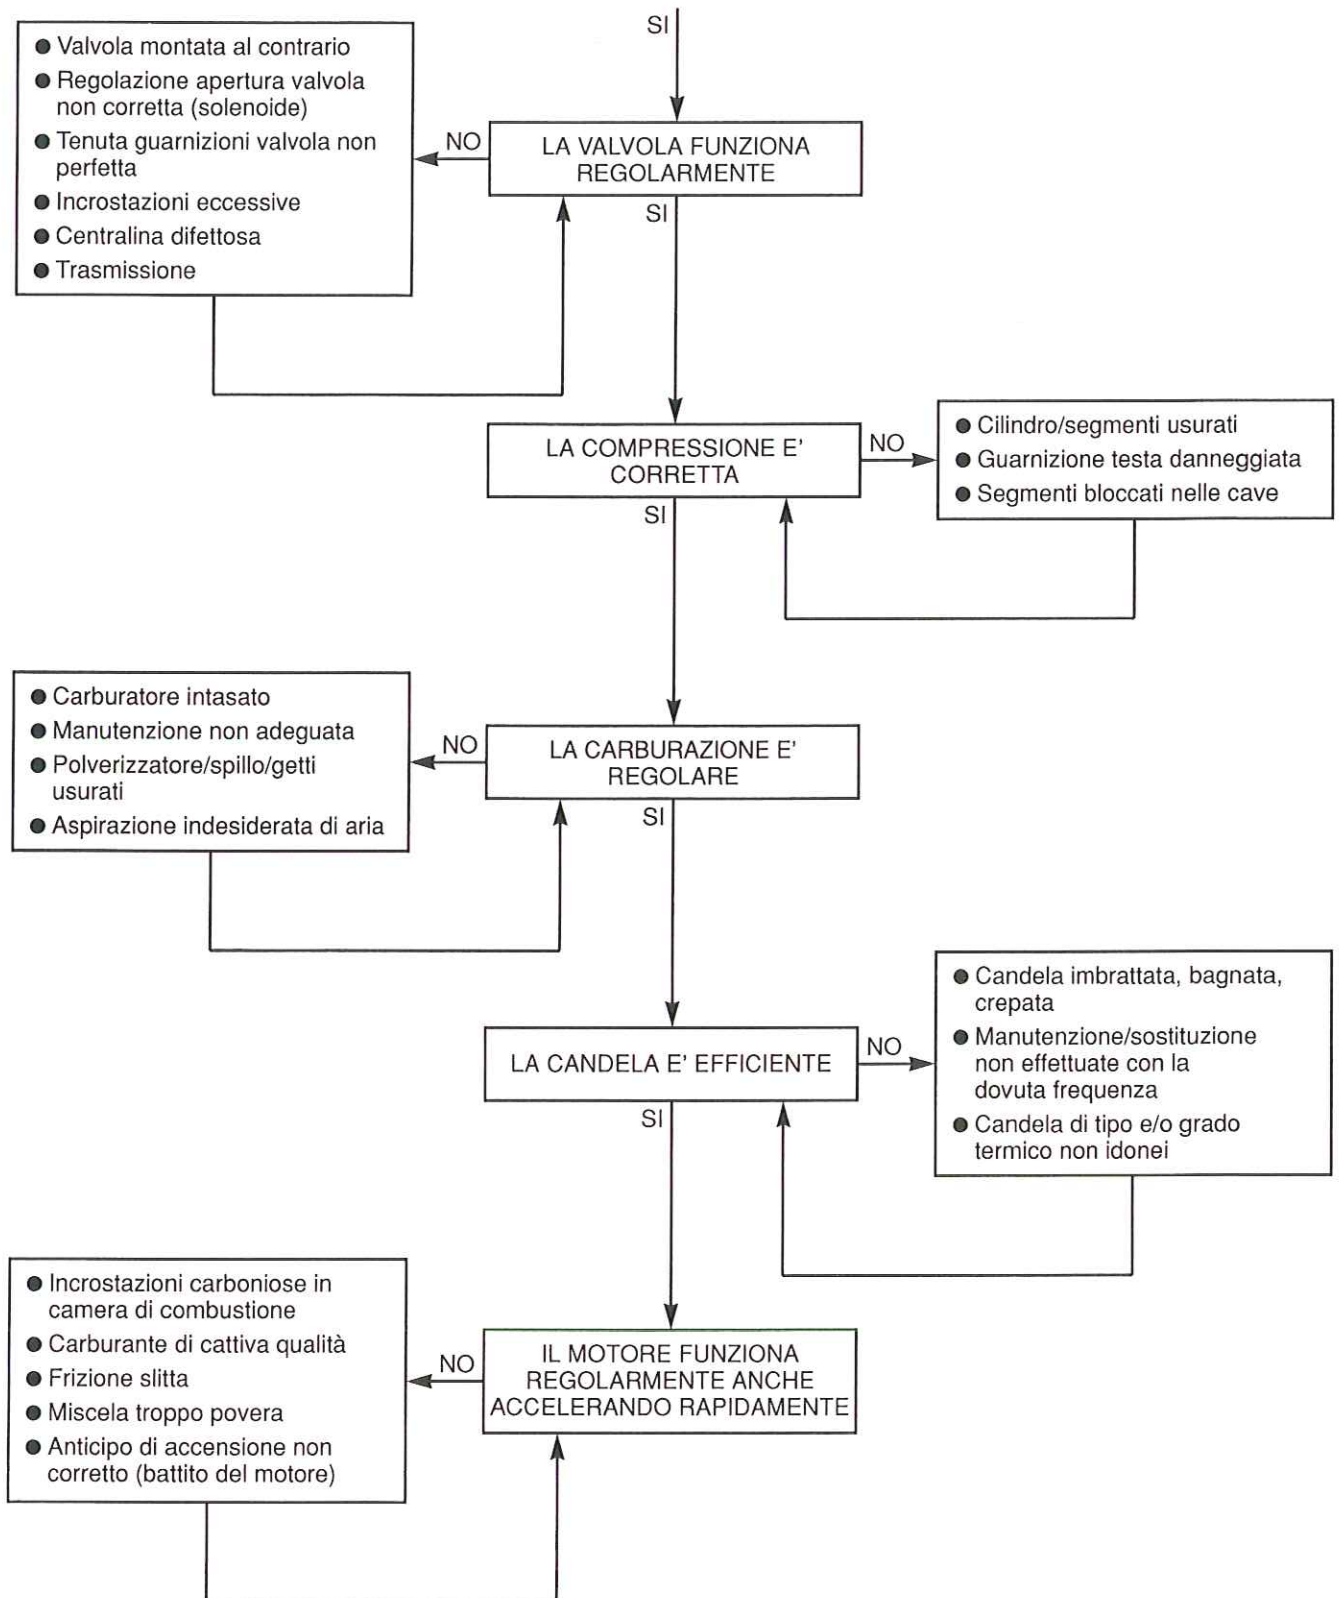 SI
● Valvola montata al contrario
● Regolazione apertura valvola
non corretta (solenoide)
● Tenuta guarnizioni valvola non
perfetta
● Incrostazioni eccessive
● Centralina difettosa
● Trasmissione
NO
LA VALVOLA FUNZIONA
REGOLARMENTE
SI
LA COMPRESSIONE E'
CORRETTA
NO
● Cilindro/segmenti usurati
● Guarnizione testa danneggiata
● Segmenti bloccati nelle cave
SI
● Carburatore intasato
● Manutenzione non adeguata
● Polverizzatore/spillo/getti
usurati
● Aspirazione indesiderata di aria
NO
LA CARBURAZIONE E'
REGOLARE
SI
LA CANDELA E' EFFICIENTE
NO
● Candela imbrattata, bagnata,
crepata
● Manutenzione/sostituzione
non effettuate con la
dovuta frequenza
● Candela di tipo e/o grado
termico non idonei
SI
● Incrostazioni carboniose in
camera di combustione
● Carburante di cattiva qualità
● Frizione slitta
● Miscela troppo povera
● Anticipo di accensione non
corretto (battito del motore)
NO
IL MOTORE FUNZIONA
REGOLARMENTE ANCHE
ACCELERANDO RAPIDAMENTE